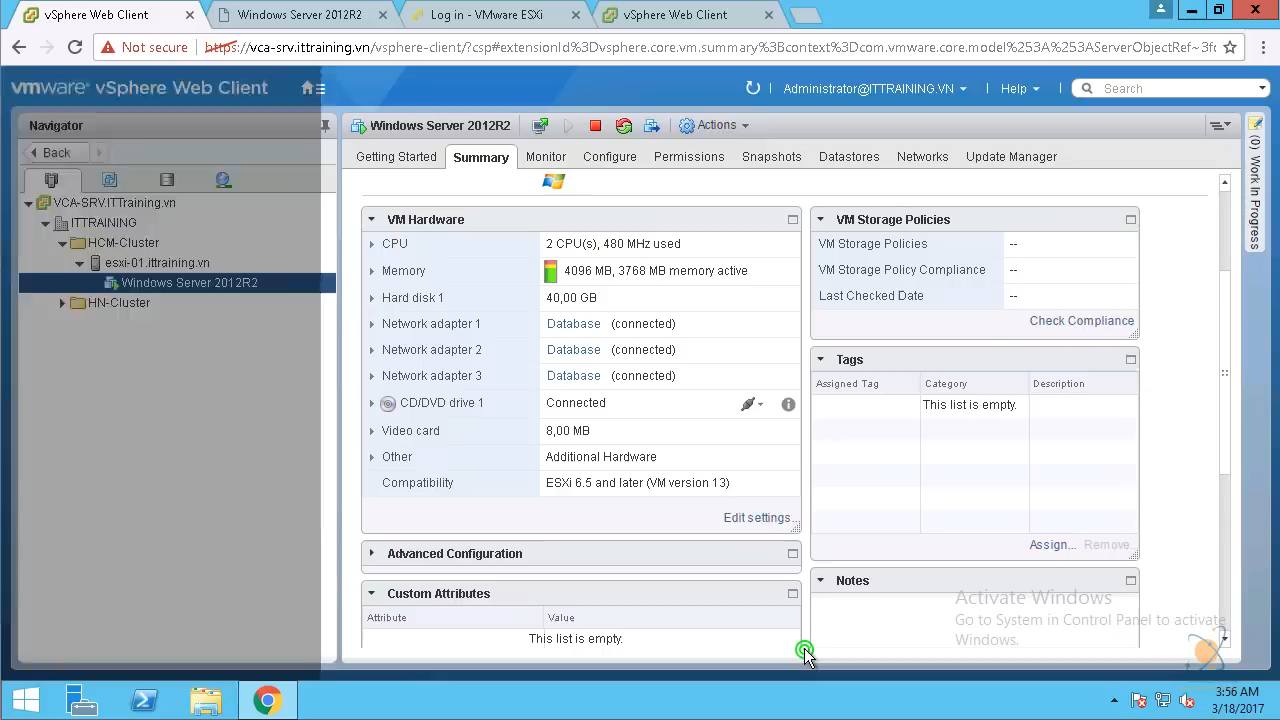 vSphere Web Client
Windows Server 2012R2
Log in - VMware ESXi
vSphere Web Client
Not secure
https://vca-srv.ittraining.vn/vsphere-client/?csp#extensionId%3Dvsphere.core.vm.summary%3Bcontext%3Dcom.vmware.core.model%253A%253AServerObjectRef~3f
vmware® vSphere Web Client
Administrator@ITTRAINING.VN
Help
Search
Navigator
Windows Server 2012R2
Actions
Back
Getting Started
Summary
Monitor
Configure
Permissions
Snapshots
Datastores
Networks
Update Manager
(0) Work In Progress
VCA-SRV.ITTraining.vn
ITTRAINING
HCM-Cluster
esxi-01.ittraining.vn
Windows Server 2012R2
HN-Cluster
VM Hardware
CPU 2 CPU(s), 480 MHz used
Memory 4096 MB, 3768 MB memory active
Hard disk 1 40,00 GB
Network adapter 1 Database (connected)
Network adapter 2 Database (connected)
Network adapter 3 Database (connected)
CD/DVD drive 1 Connected
Video card 8,00 MB
Other Additional Hardware
Compatibility ESXi 6.5 and later (VM version 13)
Edit settings...
Advanced Configuration
Custom Attributes
Attribute Value
This list is empty.
VM Storage Policies
VM Storage Policies --
VM Storage Policy Compliance --
Last Checked Date --
Check Compliance
Tags
Assigned Tag Category Description
This list is empty.
Assign... Remove...
Notes
Activate Windows
Go to System in Control Panel to activate
Windows.
3:56 AM
3/18/2017